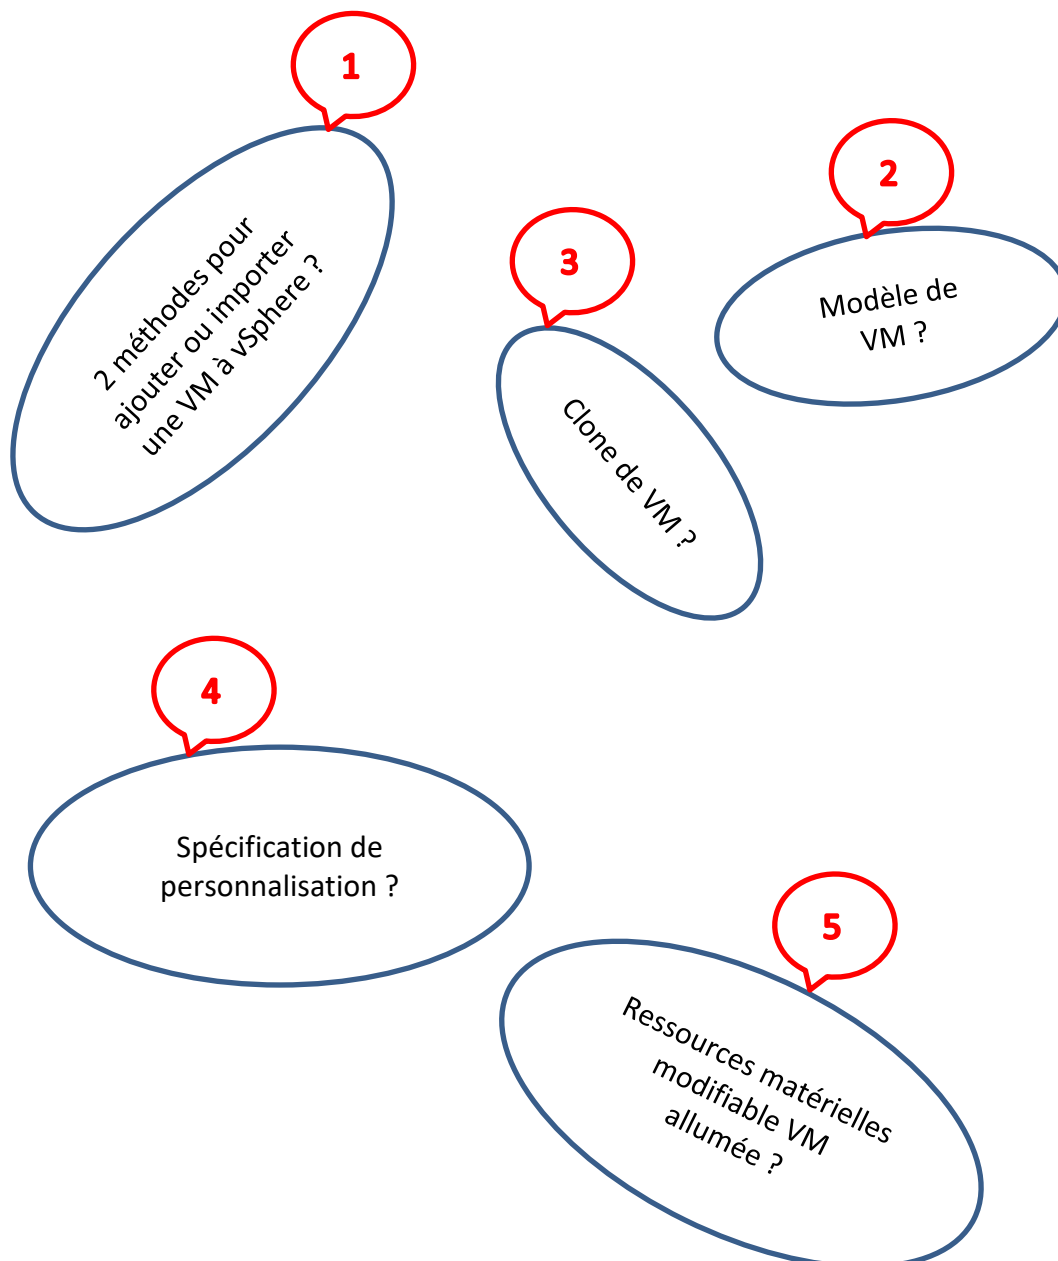 1
2 méthodes pour
ajouter ou importer
une VM à vSphere ?
2
Modèle de
VM ?
3
Clone de VM ?
4
Spécification de
personnalisation ?
5
Ressources matérielles
modifiable VM
allumée ?